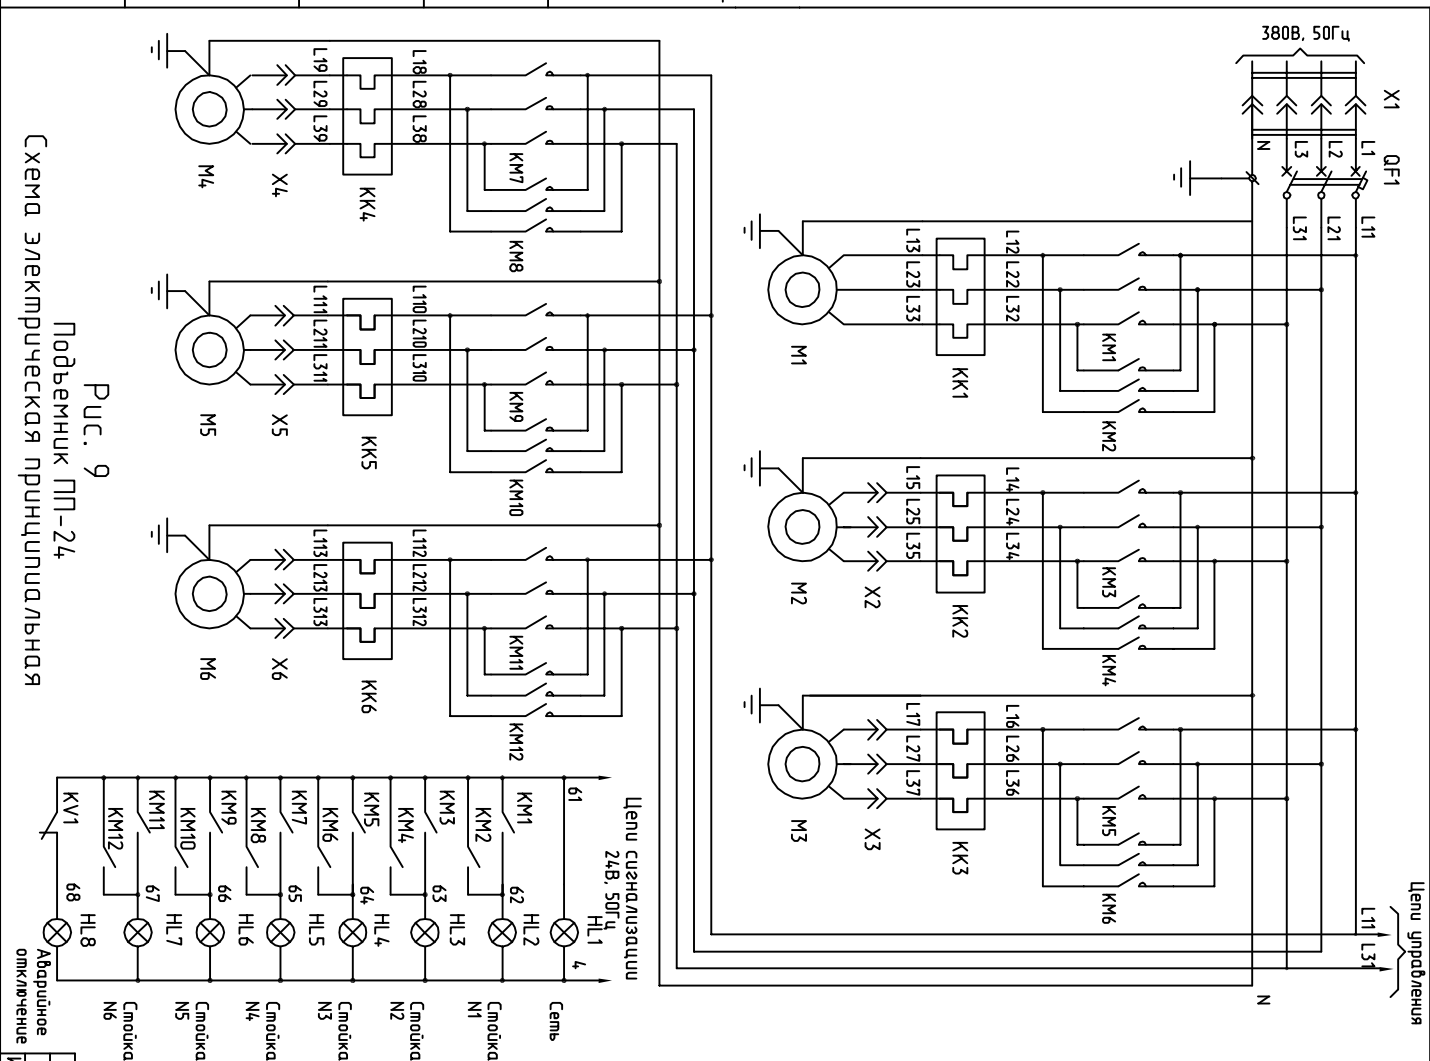 380В, 50Гц
X1
QF1
L1
L2
L3
N
L11
L21
L31
L12
L22
L32
L13
L23
L33
KM1
KM2
KK1
M1
L14
L24
L34
L15
L25
L35
KM3
KM4
KK2
X2
M2
L16
L26
L36
L17
L27
L37
KM5
KM6
KK3
X3
M3
Цепи управления
L11
L31
N
L18
L28
L38
L19
L29
L39
KM7
KM8
KK4
X4
M4
L110
L210
L310
L111
L211
L311
KM9
KM10
KK5
X5
M5
L112
L212
L312
L113
L213
L313
KM11
KM12
KK6
X6
M6
Цепи сигнализации
24В, 50Гц
61
HL1
4
Сеть
KM1
KM2
62
HL2
Стойка
N1
KM3
KM4
63
HL3
Стойка
N2
KM5
KM6
64
HL4
Стойка
N3
KM7
KM8
65
HL5
Стойка
N4
KM9
KM10
66
HL6
Стойка
N5
KM11
KM12
67
HL7
Стойка
N6
KV1
68
HL8
Аварийное
отключение
Рис. 9
Подъемник ПП-24
Схема электрическая принципиальная